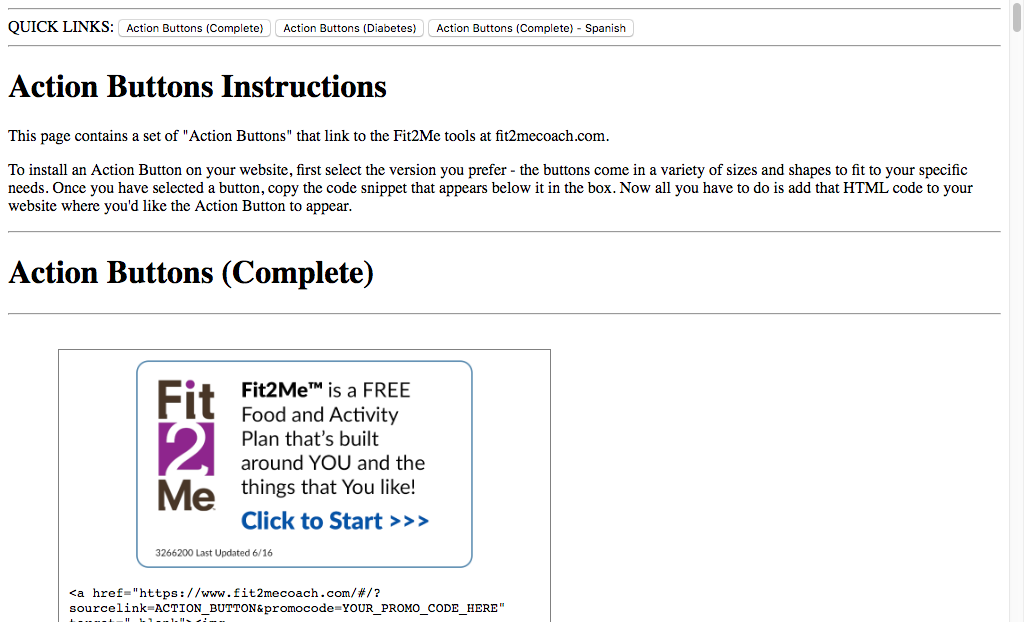 QUICK LINKS: Action Buttons (Complete) Action Buttons (Diabetes) Action Buttons (Complete) - Spanish
Action Buttons Instructions
This page contains a set of "Action Buttons" that link to the Fit2Me tools at fit2mecoach.com.
To install an Action Button on your website, first select the version you prefer - the buttons come in a variety of sizes and shapes to fit to your specific
needs. Once you have selected a button, copy the code snippet that appears below it in the box. Now all you have to do is add that HTML code to your
website where you'd like the Action Button to appear.
Action Buttons (Complete)
Fit
2
Me
Fit2Me™ is a FREE
Food and Activity
Plan that's built
around YOU and the
things that You like!
Click to Start >>>
3266200 Last Updated 6/16
<a href="https://www.fit2mecoach.com/#/?
sourcelink=ACTION_BUTTON&promocode=YOUR_PROMO_CODE_HERE"